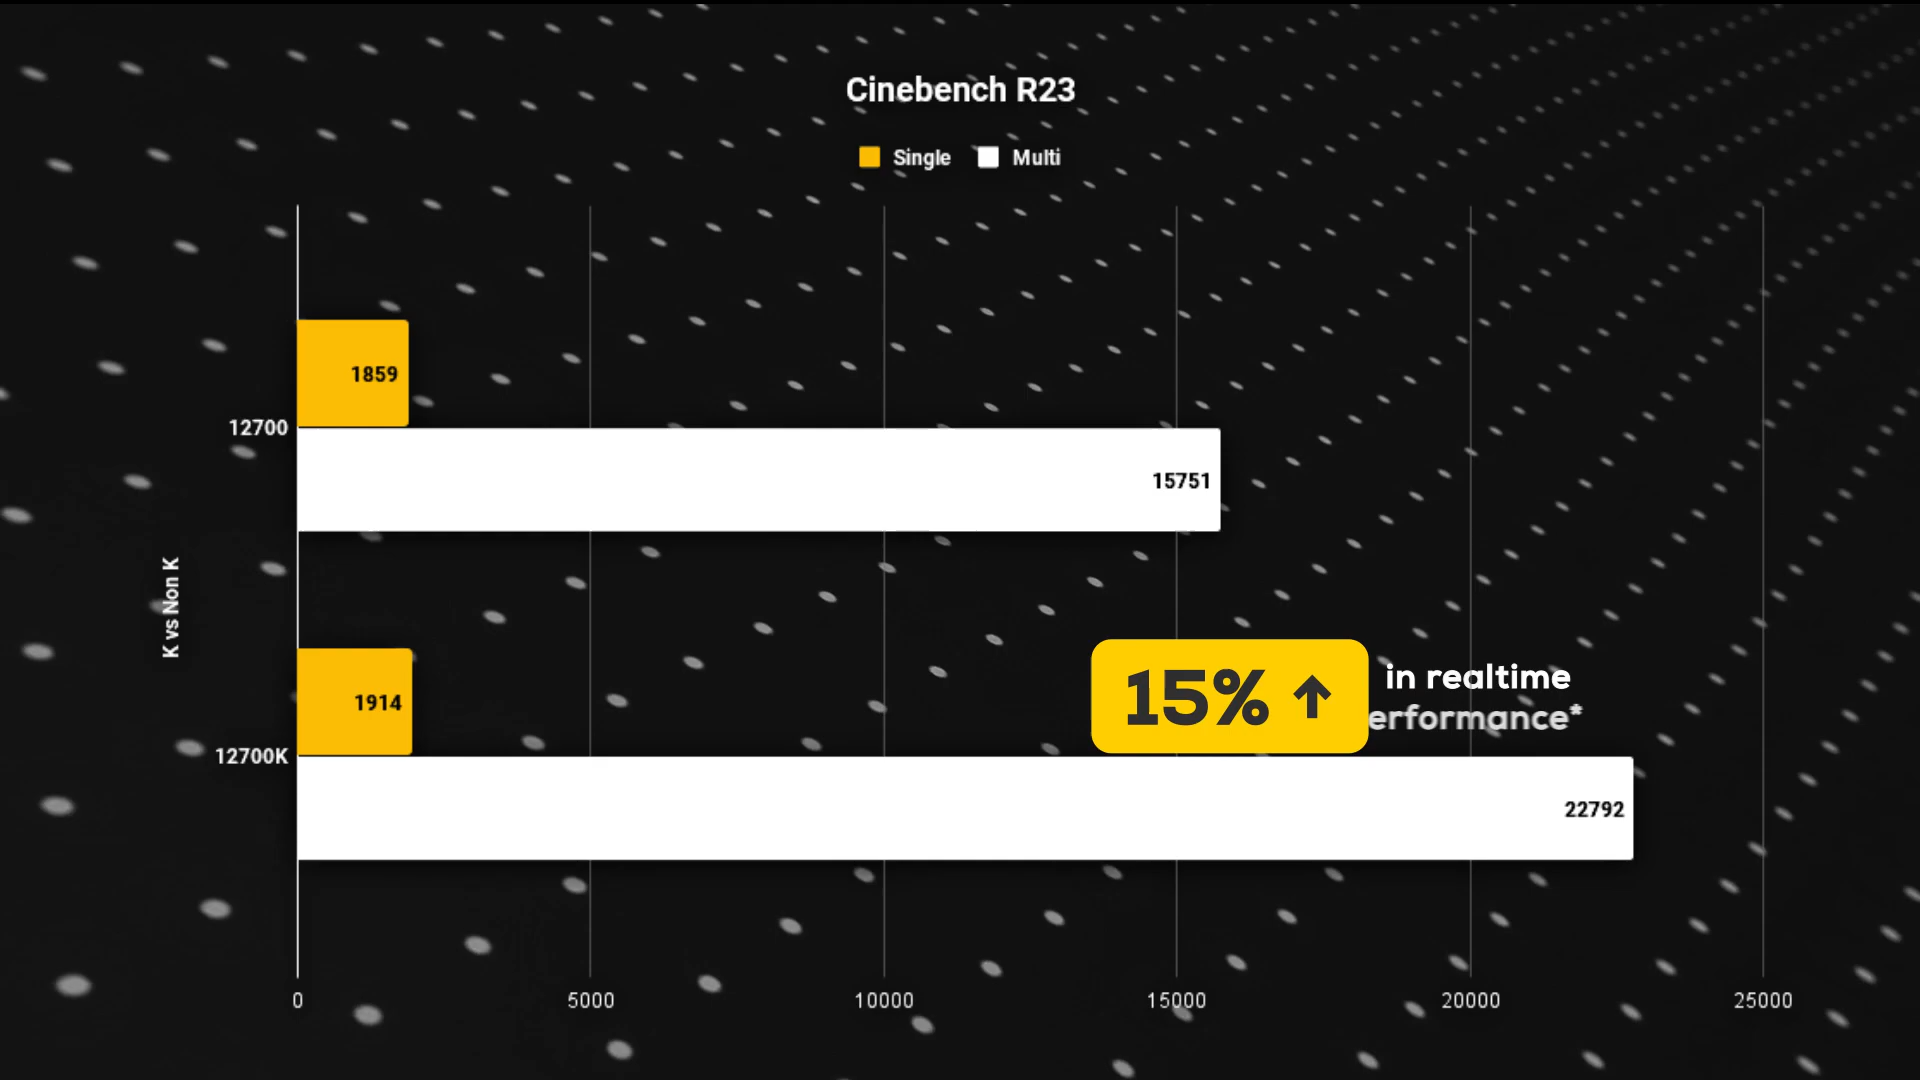 Cinebench R23
Single
Multi
1859
12700
15751
K vs Non K
15% ↑
in realtime
erformance*
1914
12700K
22792
0
5000
10000
15000
20000
25000